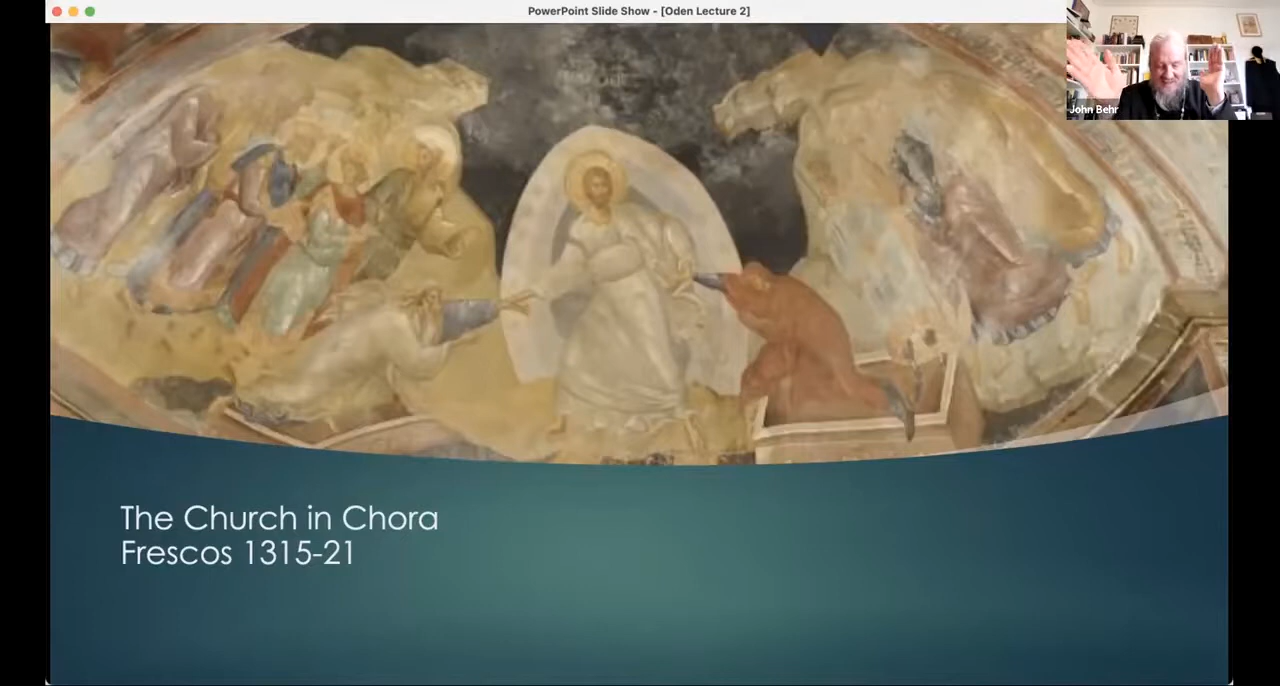 PowerPoint Slide Show - [Oden Lecture 2]
John Behr
The Church in Chora
Frescos 1315-21